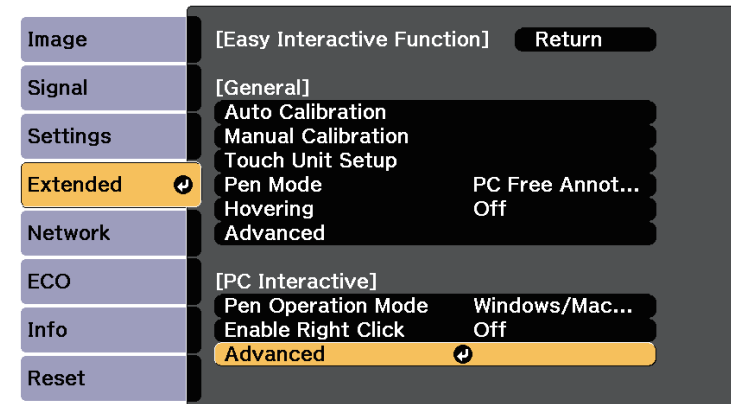 Image
Signal
Settings
Extended
Network
ECO
Info
Reset
[Easy Interactive Function] Return
[General]
Auto Calibration
Manual Calibration
Touch Unit Setup
Pen Mode PC Free Annot...
Hovering Off
Advanced
[PC Interactive]
Pen Operation Mode Windows/Mac...
Enable Right Click Off
Advanced